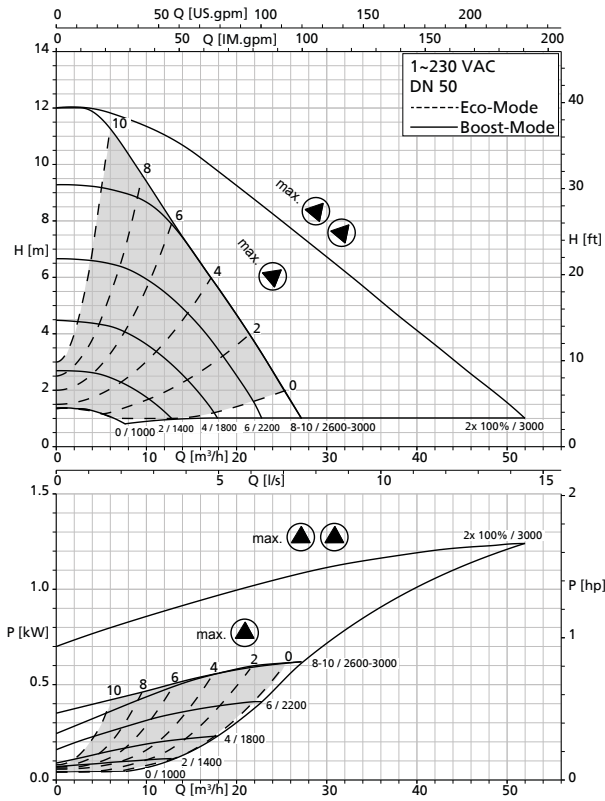 0 50 100 150 200
Q [US.gpm]
Q [IM.gpm]
0 50 100 150 200
14
12
10
8
H [m]
6
4
2
0
1~230 VAC
DN 50
Eco-Mode
Boost-Mode
40
30
H [ft]
20
10
0
10
8
6
4
2
0
max.
max.
0 / 1000
2 / 1400
4 / 1800
6 / 2200
8-10 / 2600-3000
2x 100% / 3000
0 10 20 30 40 50
Q [m³/h]
0 5 10 15
Q [l/s]
1.5
1.0
P [kW]
0.5
0.0
2
P [hp]
1
0
max.
2x 100% / 3000
max.
10 8 6 4 2 0
8-10 / 2600-3000
6 / 2200
4 / 1800
2 / 1400
0 / 1000
0 10 20 30 40 50
Q [m³/h]